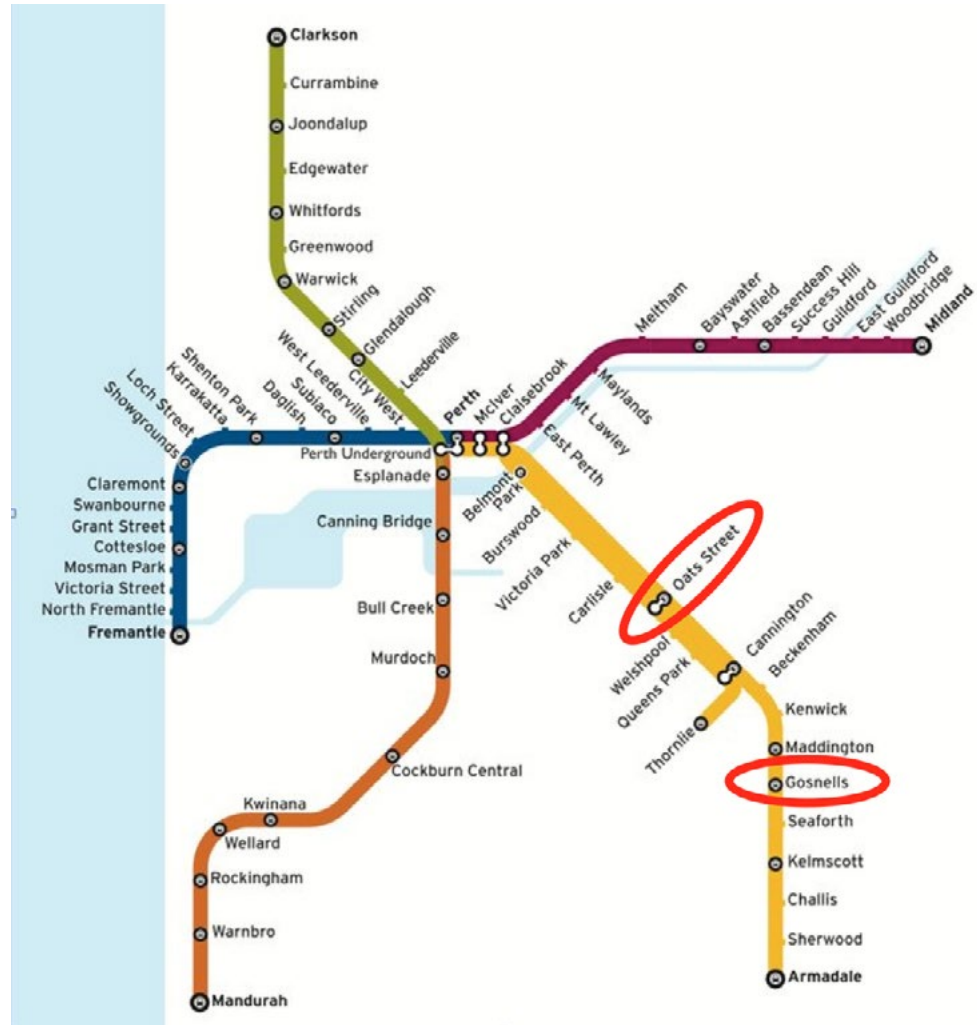 Clarkson
Currambine
Joondalup
Edgewater
Whitfords
Greenwood
Warwick
Stirling
Glendalough
Leederville
City West
West Leederville
Subiaco
Daglish
Shenton Park
Karrakatta
Loch Street
Showgrounds
Claremont
Swanbourne
Grant Street
Cottesloe
Mosman Park
Victoria Street
North Fremantle
Fremantle
Perth
McIver
Claisebrook
Perth Underground
Esplanade
Canning Bridge
Bull Creek
Murdoch
Cockburn Central
Kwinana
Wellard
Rockingham
Warnbro
Mandurah
East Perth
Mt Lawley
Maylands
Meltham
Bayswater
Ashfield
Bassendean
Success Hill
Guildford
East Guildford
Woodbridge
Midland
Belmont
Park
Burswood
Victoria Park
Carlisle
Oats Street
Welshpool
Queens Park
Cannington
Beckenham
Thornlie
Kenwick
Maddington
Gosnells
Seaforth
Kelmscott
Challis
Sherwood
Armadale